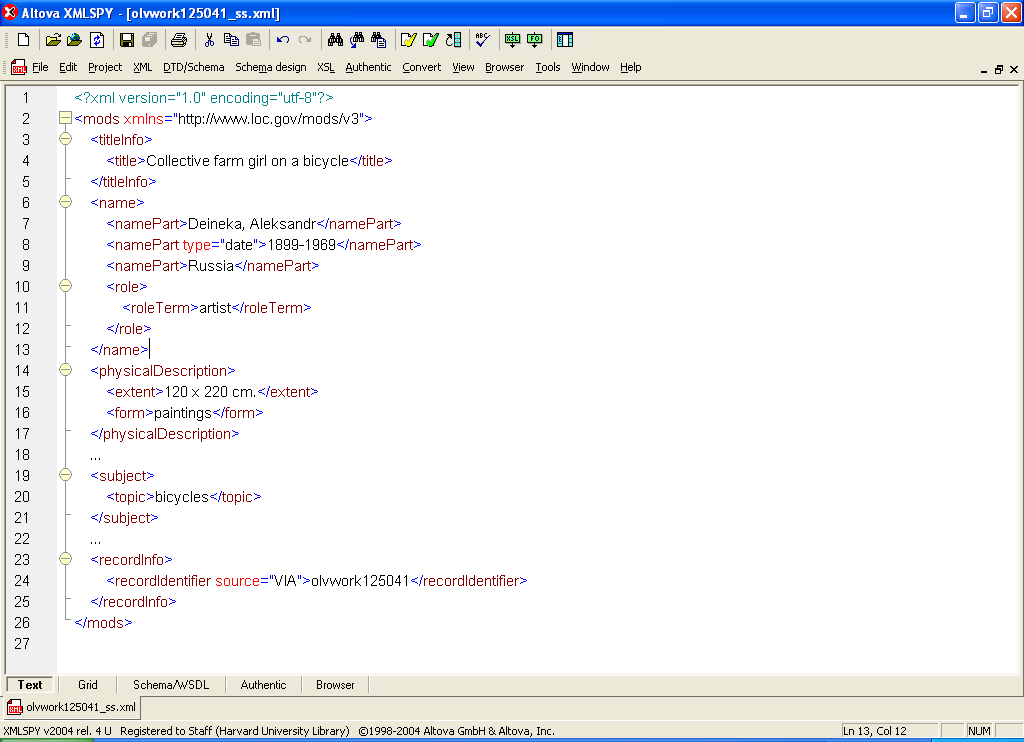 Altova XMLSPY - [olvwork125041_ss.xml]
File Edit Project XML DTD/Schema Schema design XSL Authentic Convert View Browser Tools Window Help
1 <?xml version="1.0" encoding="utf-8"?>
2 <mods xmlns="http://www.loc.gov/mods/v3">
3 <titleInfo>
4 <title>Collective farm girl on a bicycle</title>
5 </titleInfo>
6 <name>
7 <namePart>Deineka, Aleksandr</namePart>
8 <namePart type="date">1899-1969</namePart>
9 <namePart>Russia</namePart>
10 <role>
11 <roleTerm>artist</roleTerm>
12 </role>
13 </name>
14 <physicalDescription>
15 <extent>120 x 220 cm.</extent>
16 <form>paintings</form>
17 </physicalDescription>
18 ...
19 <subject>
20 <topic>bicycles</topic>
21 </subject>
22 ...
23 <recordInfo>
24 <recordIdentifier source="VIA">olvwork125041</recordIdentifier>
25 </recordInfo>
26 </mods>
27
Text Grid Schema/WSDL Authentic Browser
olvwork125041_ss.xml
XMLSPY v2004 rel. 4 U Registered to Staff (Harvard University Library) ©1998-2004 Altova GmbH & Altova, Inc. Ln 13, Col 12 NUM